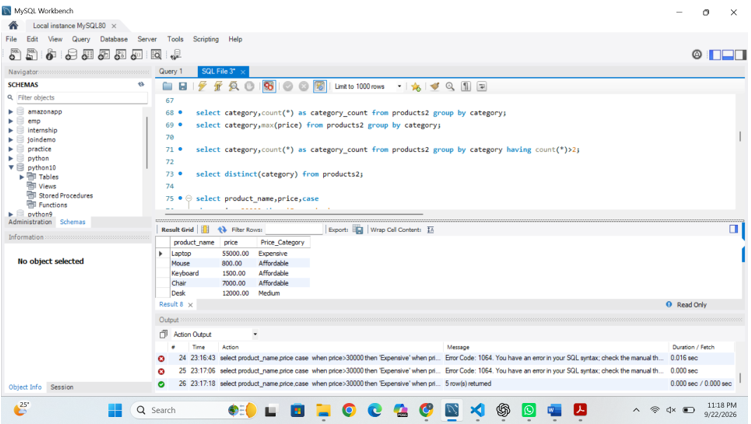 MySQL Workbench
Local instance MySQL80
File Edit View Query Database Server Tools Scripting Help
Navigator
SCHEMAS
Filter objects
amazonapp
emp
internship
joindemo
practice
python
python10
Tables
Views
Stored Procedures
Functions
python9
Administration Schemas
Information
No object selected
Object Info Session
Query 1 SQL File 3*
Limit to 1000 rows
67
68 select category,count(*) as category_count from products2 group by category;
69 select category,max(price) from products2 group by category;
70
71 select category,count(*) as category_count from products2 group by category having count(*)>2;
72
73 select distinct(category) from products2;
74
75 select product_name,price,case
Result Grid Filter Rows: Export: Wrap Cell Content:
product_name price Price_Category
Laptop 55000.00 Expensive
Mouse 800.00 Affordable
Keyboard 1500.00 Affordable
Chair 7000.00 Affordable
Desk 12000.00 Medium
Result 8 Read Only
Output
Action Output
# Time Action Message Duration / Fetch
24 23:16:43 select product_name,price case when price>30000 then 'Expensive' when pri... Error Code: 1064. You have an error in your SQL syntax; check the manual th... 0.016 sec
25 23:17:06 select product_name,price,case when price>30000 then 'Expensive' when pri... Error Code: 1064. You have an error in your SQL syntax; check the manual th... 0.000 sec
26 23:17:18 select product_name,price,case when price>30000 then 'Expensive' when pri... 5 row(s) returned 0.000 sec / 0.000 sec
25°
Search
11:18 PM
9/22/2026